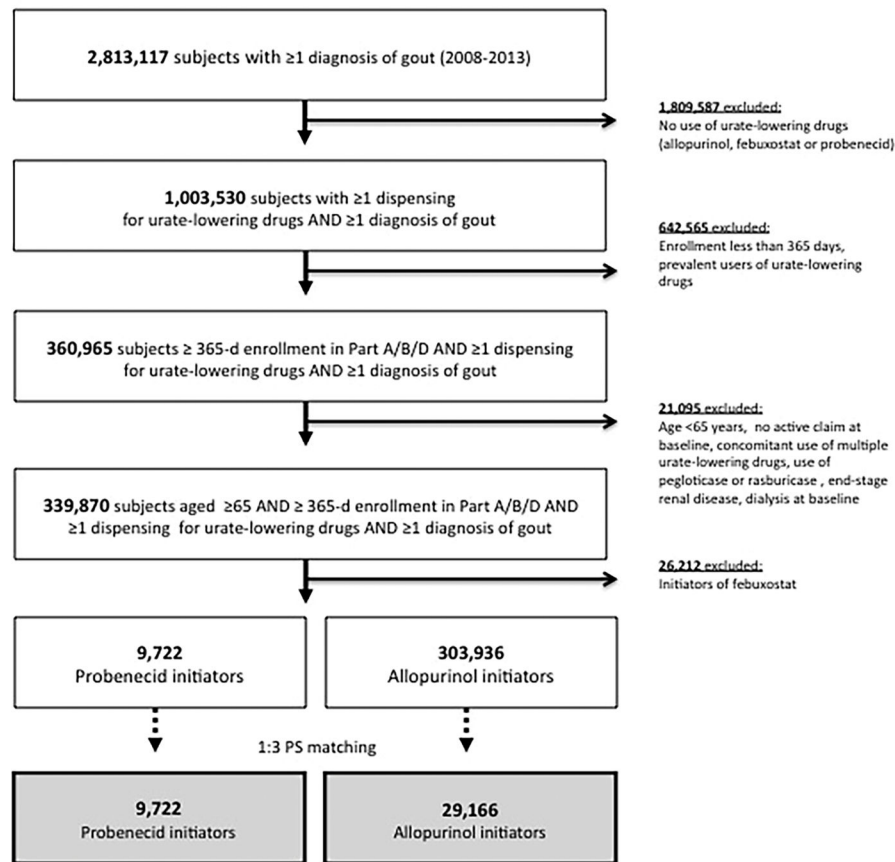 2,813,117 subjects with ≥1 diagnosis of gout (2008-2013)
1,809,587 excluded:
No use of urate-lowering drugs
(allopurinol, febuxostat or probenecid)
1,003,530 subjects with ≥1 dispensing
for urate-lowering drugs AND ≥1 diagnosis of gout
642,565 excluded:
Enrollment less than 365 days,
prevalent users of urate-lowering
drugs
360,965 subjects ≥ 365-d enrollment in Part A/B/D AND ≥1 dispensing
for urate-lowering drugs AND ≥1 diagnosis of gout
21,095 excluded:
Age <65 years, no active claim at
baseline, concomitant use of multiple
urate-lowering drugs, use of
pegloticase or rasburicase , end-stage
renal disease, dialysis at baseline
339,870 subjects aged ≥65 AND ≥ 365-d enrollment in Part A/B/D AND
≥1 dispensing for urate-lowering drugs AND ≥1 diagnosis of gout
26,212 excluded:
Initiators of febuxostat
9,722
Probenecid initiators
303,936
Allopurinol initiators
1:3 PS matching
9,722
Probenecid initiators
29,166
Allopurinol initiators